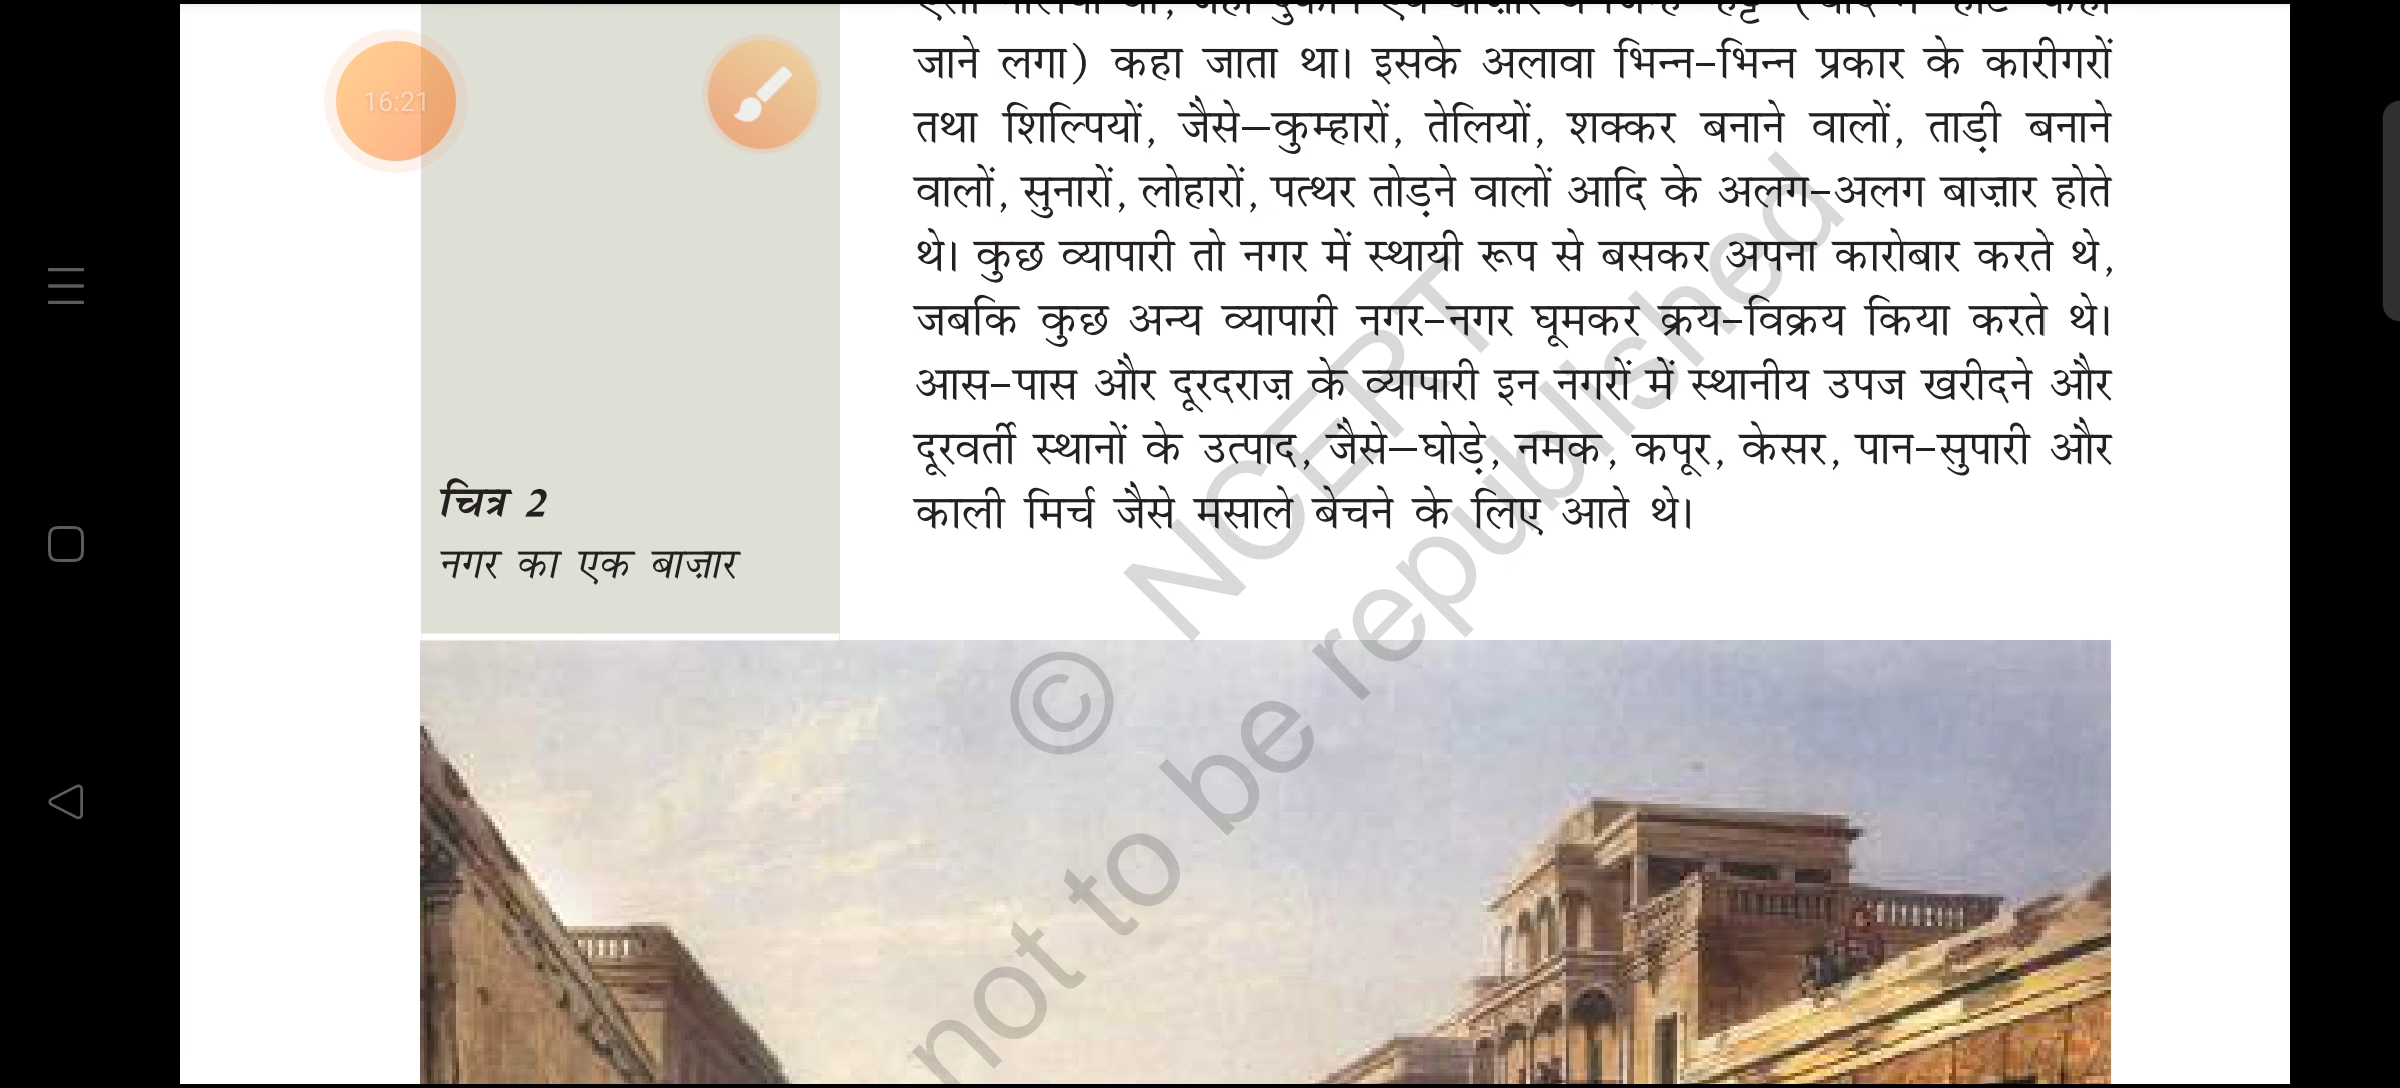 16:21
जाने लगा) कहा जाता था। इसके अलावा भिन्न-भिन्न प्रकार के कारीगरों
तथा शिल्पियों, जैसे—कुम्हारों, तेलियों, शक्कर बनाने वालों, ताड़ी बनाने
वालों, सुनारों, लोहारों, पत्थर तोड़ने वालों आदि के अलग-अलग बाज़ार होते
थे। कुछ व्यापारी तो नगर में स्थायी रूप से बसकर अपना कारोबार करते थे,
जबकि कुछ अन्य व्यापारी नगर-नगर घूमकर क्रय-विक्रय किया करते थे।
आस-पास और दूरदराज़ के व्यापारी इन नगरों में स्थानीय उपज खरीदने और
दूरवर्ती स्थानों के उत्पाद, जैसे—घोड़े, नमक, कपूर, केसर, पान-सुपारी और
काली मिर्च जैसे मसाले बेचने के लिए आते थे।
चित्र 2
नगर का एक बाज़ार
© NCERT
not to be republished